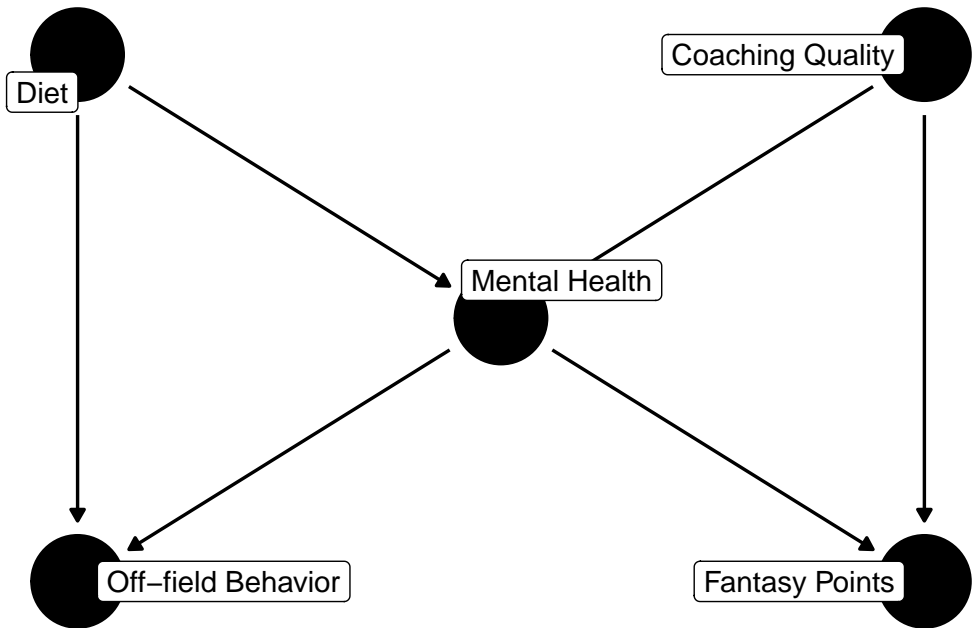 Coaching Quality
Diet
Mental Health
Off−field Behavior
Fantasy Points